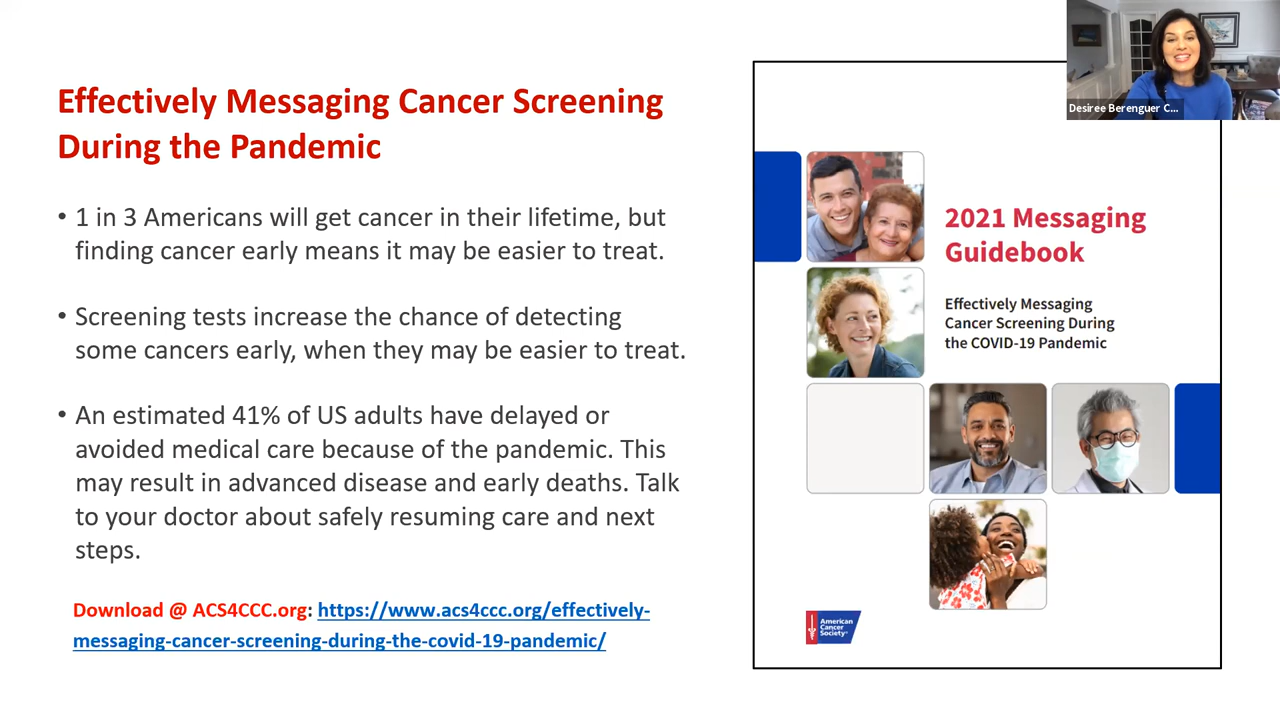 Effectively Messaging Cancer Screening
During the Pandemic
• 1 in 3 Americans will get cancer in their lifetime, but
finding cancer early means it may be easier to treat.
• Screening tests increase the chance of detecting
some cancers early, when they may be easier to treat.
• An estimated 41% of US adults have delayed or
avoided medical care because of the pandemic. This
may result in advanced disease and early deaths. Talk
to your doctor about safely resuming care and next
steps.
Download @ ACS4CCC.org: https://www.acs4ccc.org/effectively-
messaging-cancer-screening-during-the-covid-19-pandemic/
Desiree Berenguer C...
2021 Messaging
Guidebook
Effectively Messaging
Cancer Screening During
the COVID-19 Pandemic
American
Cancer
Society®